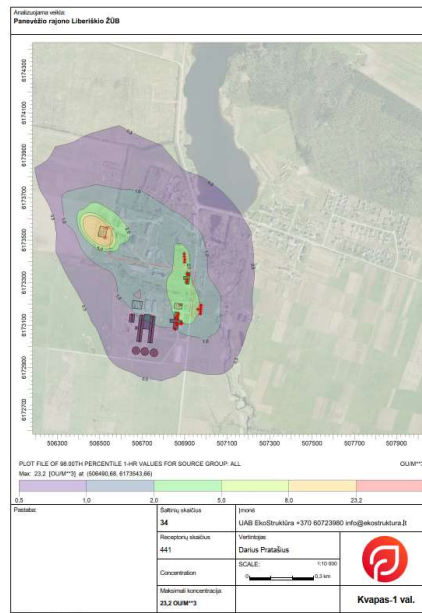 Analizuojama veikla:
Panevėžio rajono Liberiškio ŽŪB
6174300
6174100
6173900
6173700
6173500
6173300
6173100
6172900
6172700
506300 506500 506700 506900 507100 507300 507500 507700 507900
PLOT FILE OF 98.00TH PERCENTILE 1-HR VALUES FOR SOURCE GROUP: ALL
OU/M**3
Max: 23,2 [OU/M**3] at (506490,68, 6173543,66)
0,5 1,0 2,0 5,0 8,0 23,2
Pastabos:
Šaltinių skaičius
34
Įmonė
UAB EkoStruktūra +370 60723980 info@ekostruktura.lt
Receptorių skaičius
441
Vertintojas
Darius Pratašius
Concentration
SCALE: 1:10 000
0 0,3 km
Maksimali koncentracija
23,2 OU/M**3
Kvapas-1 val.